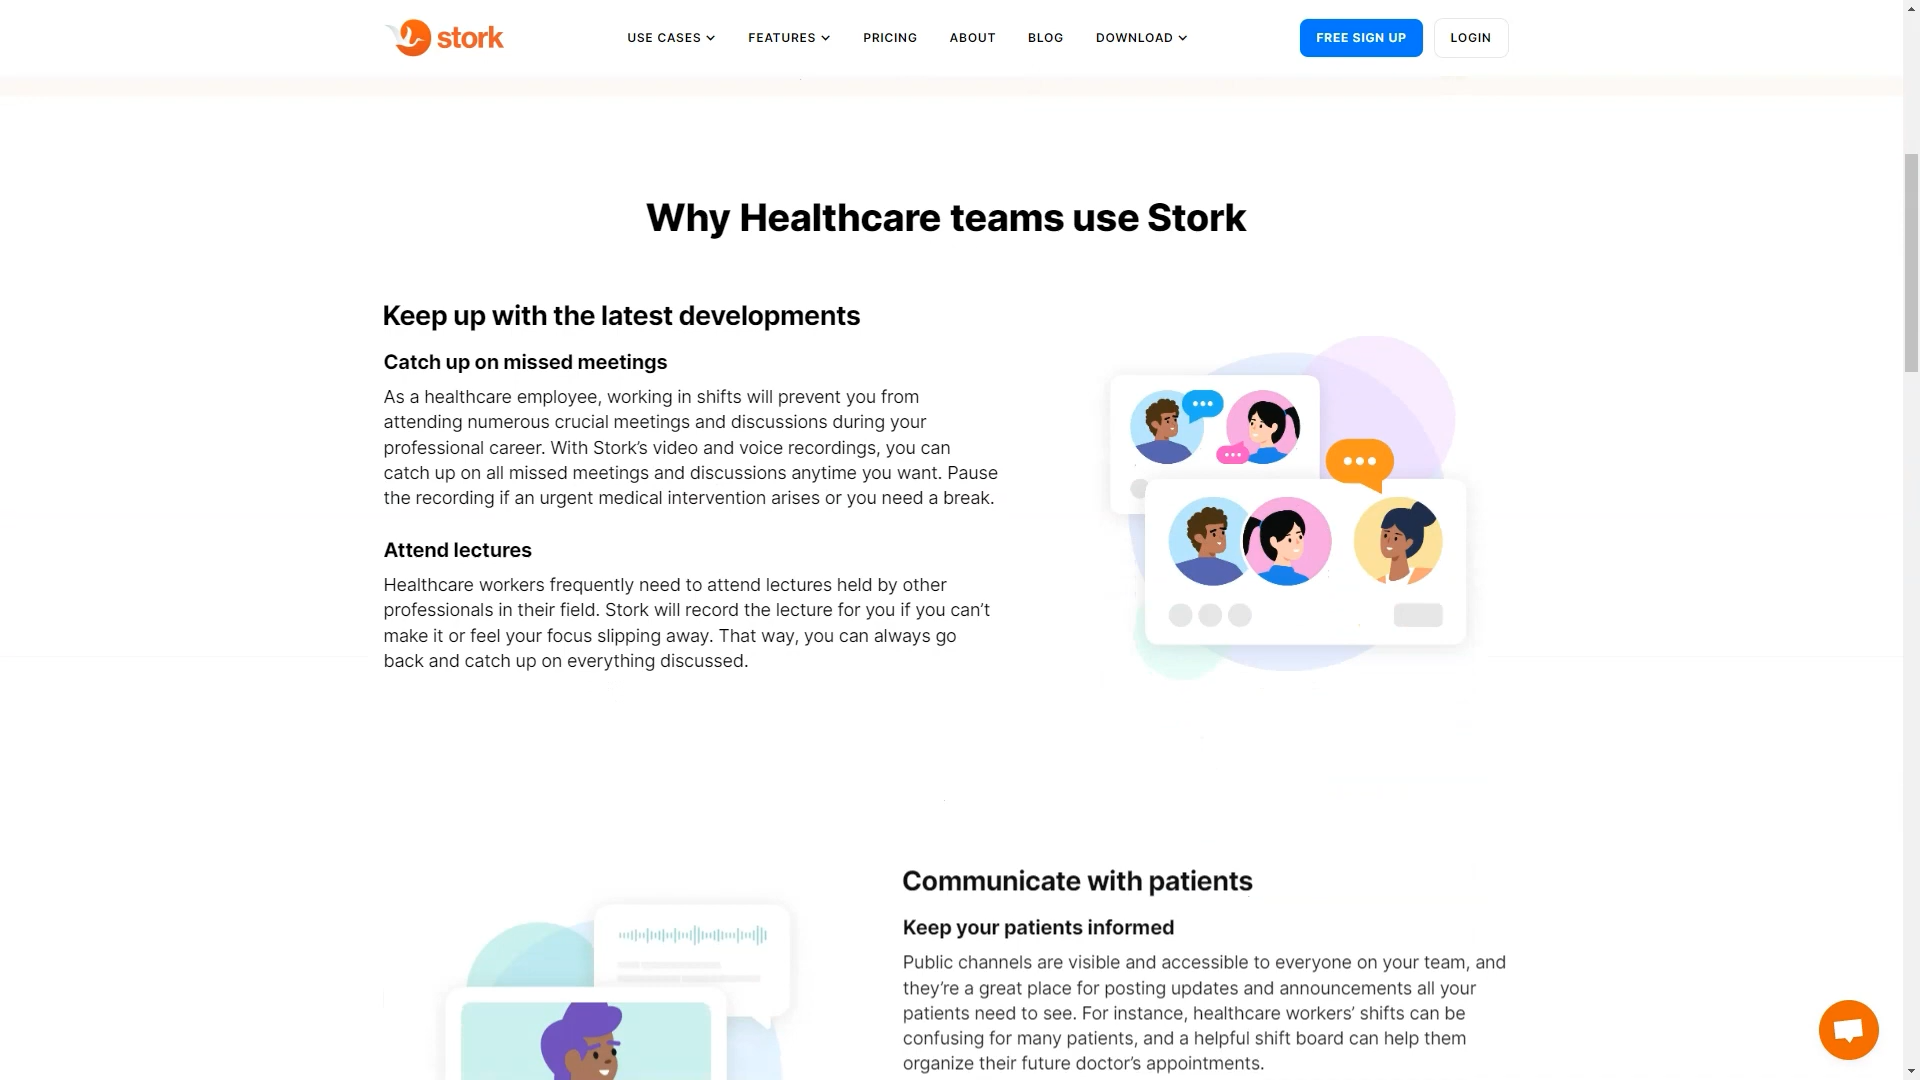 stork
USE CASES
FEATURES
PRICING
ABOUT
BLOG
DOWNLOAD
FREE SIGN UP
LOGIN
Why Healthcare teams use Stork
Keep up with the latest developments
Catch up on missed meetings
As a healthcare employee, working in shifts will prevent you from
attending numerous crucial meetings and discussions during your
professional career. With Stork’s video and voice recordings, you can
catch up on all missed meetings and discussions anytime you want. Pause
the recording if an urgent medical intervention arises or you need a break.
Attend lectures
Healthcare workers frequently need to attend lectures held by other
professionals in their field. Stork will record the lecture for you if you can’t
make it or feel your focus slipping away. That way, you can always go
back and catch up on everything discussed.
Communicate with patients
Keep your patients informed
Public channels are visible and accessible to everyone on your team, and
they’re a great place for posting updates and announcements all your
patients need to see. For instance, healthcare workers’ shifts can be
confusing for many patients, and a helpful shift board can help them
organize their future doctor’s appointments.